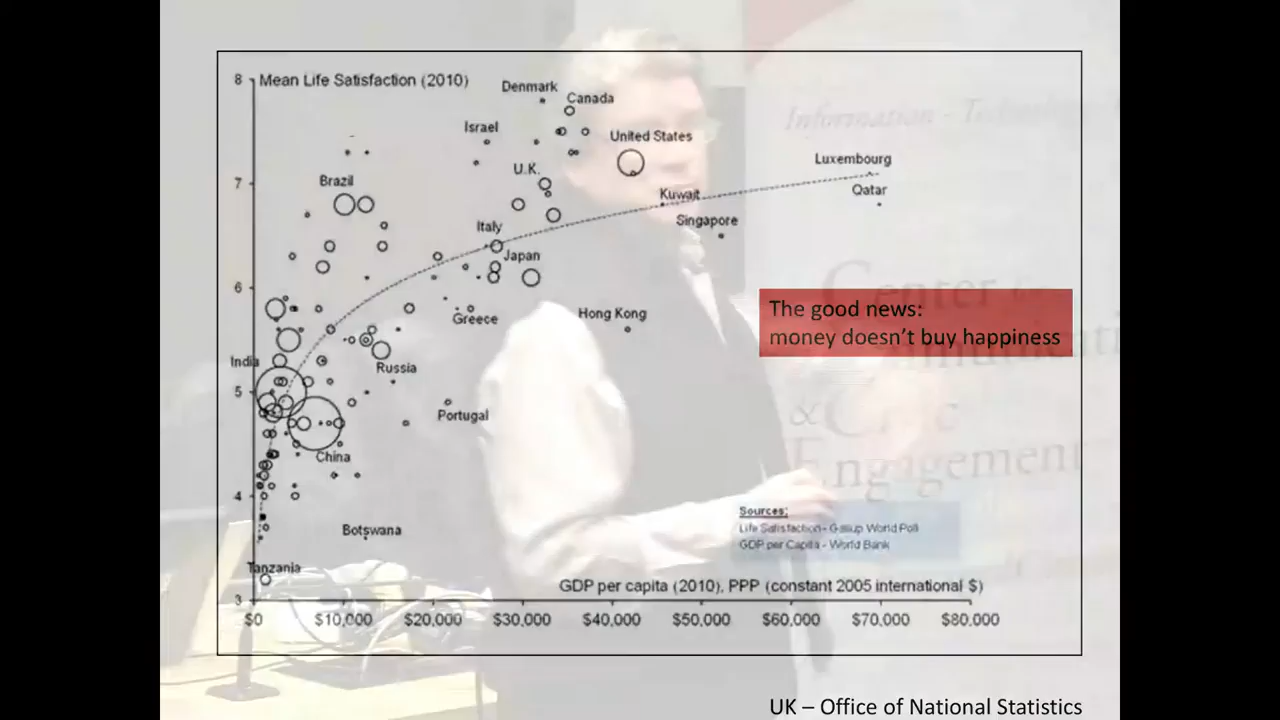 8 Mean Life Satisfaction (2010)
Denmark
Canada
Israel
United States
Luxembourg
U.K.
Brazil
7
Kuwait
Qatar
Singapore
Italy
Japan
6
Greece
Hong Kong
The good news:
money doesn't buy happiness
India
Russia
5
Portugal
China
4
Botswana
Tanzania
Sources:
Life Satisfaction - Gallup World Poll
GDP per Capita - World Bank
GDP per capita (2010), PPP (constant 2005 international $)
3
$0 $10,000 $20,000 $30,000 $40,000 $50,000 $60,000 $70,000 $80,000
Information - Technology
Center
&
Engagement
UK – Office of National Statistics